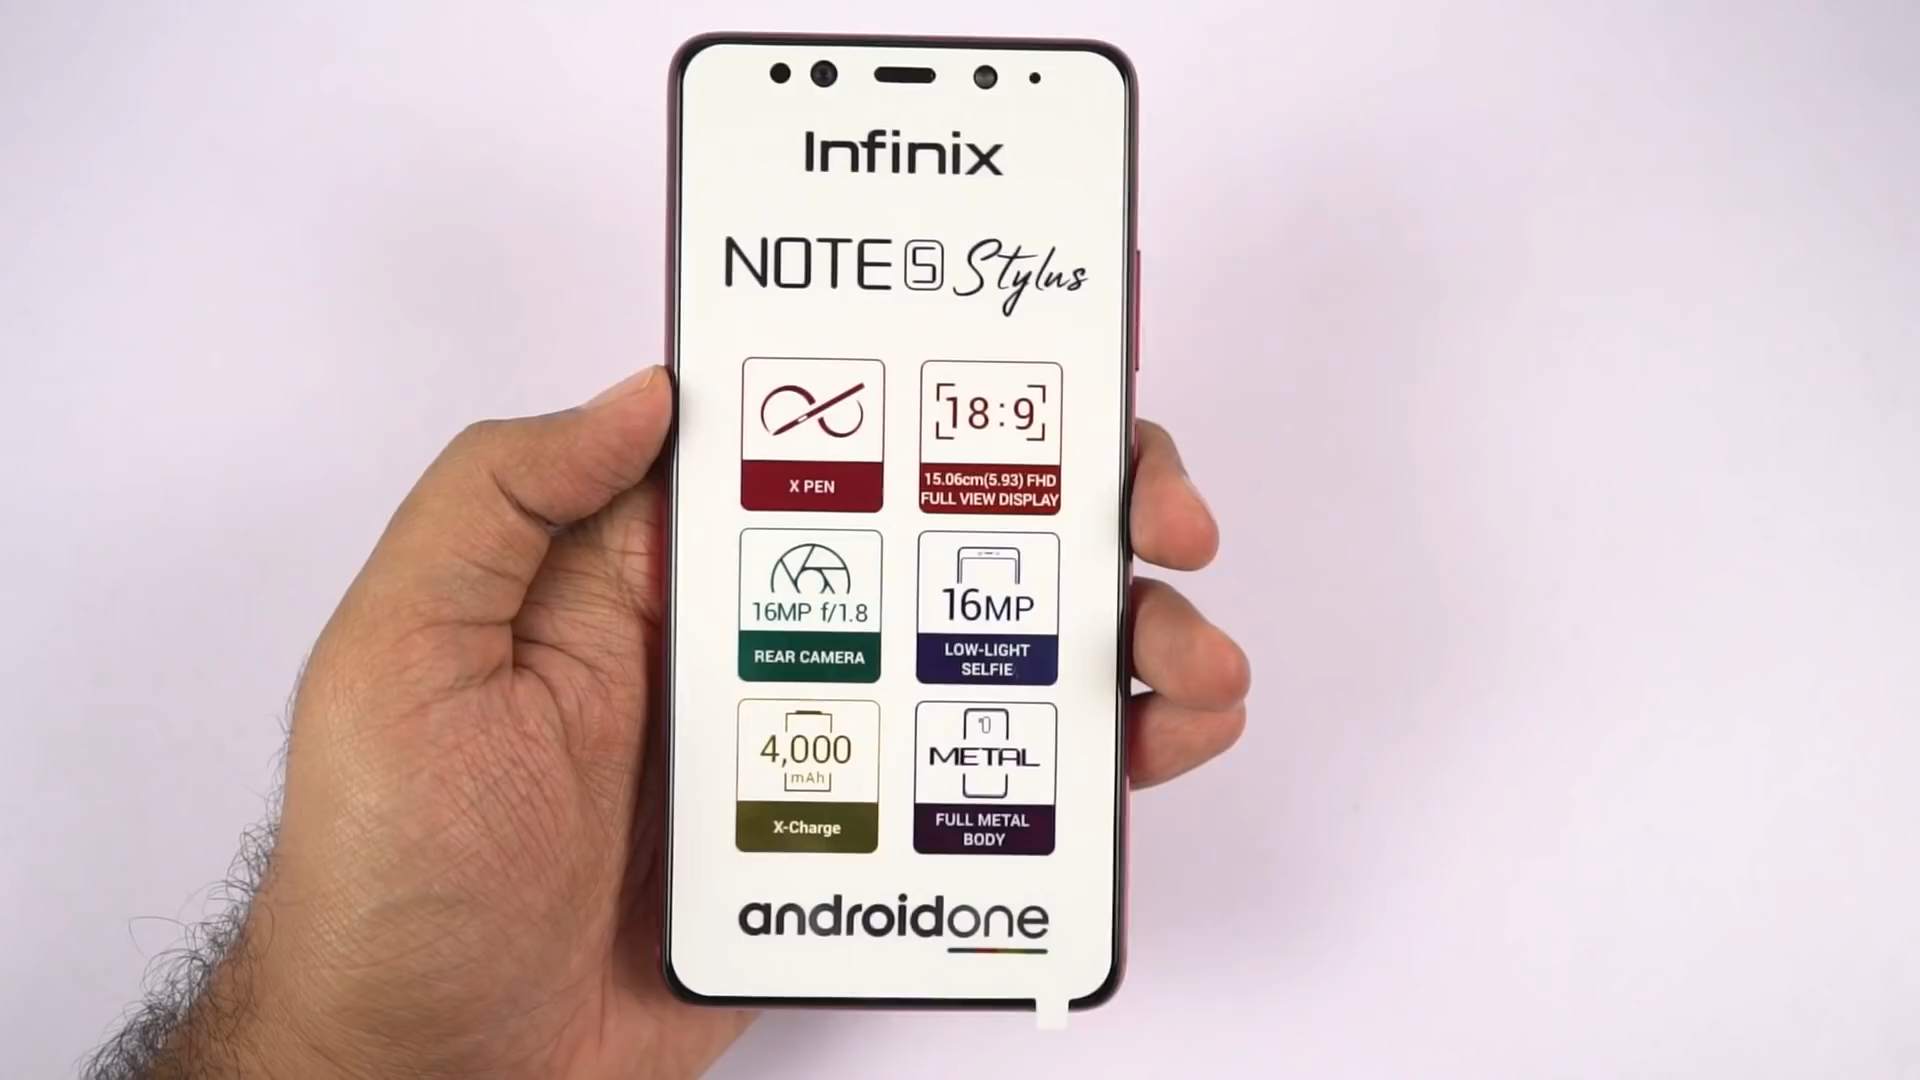 Infinix
NOTE 5 Stylus
X PEN
18:9
15.06cm(5.93) FHD
FULL VIEW DISPLAY
16MP f/1.8
REAR CAMERA
16MP
LOW-LIGHT
SELFIE
4,000
mAh
X-Charge
METAL
FULL METAL
BODY
androidone